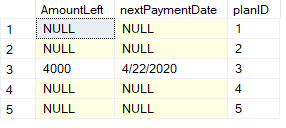 AmountLeft nextPaymentDate planID
1 NULL NULL 1
2 NULL NULL 2
3 4000 4/22/2020 3
4 NULL NULL 4
5 NULL NULL 5